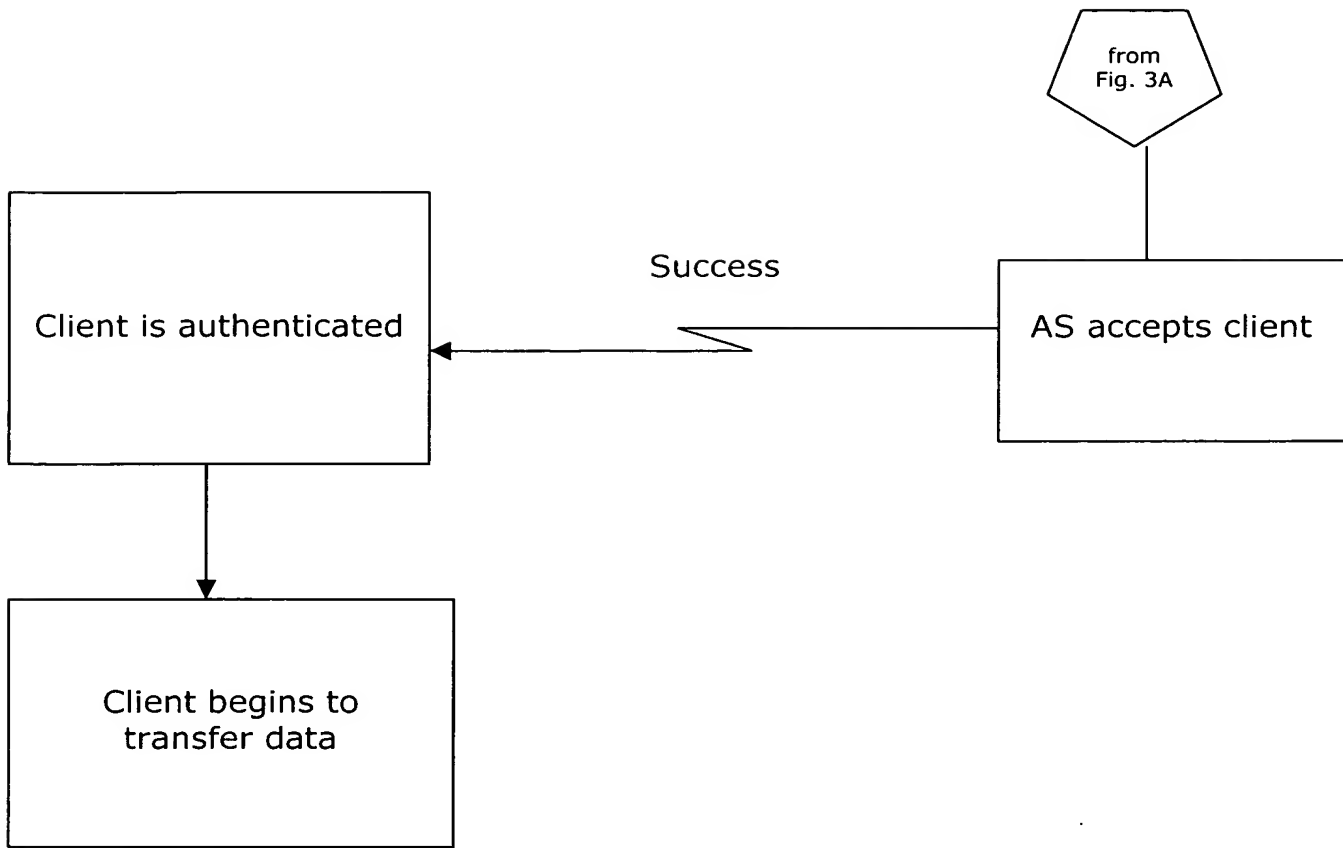 from
Fig. 3A
Success
Client is authenticated
AS accepts client
Client begins to
transfer data